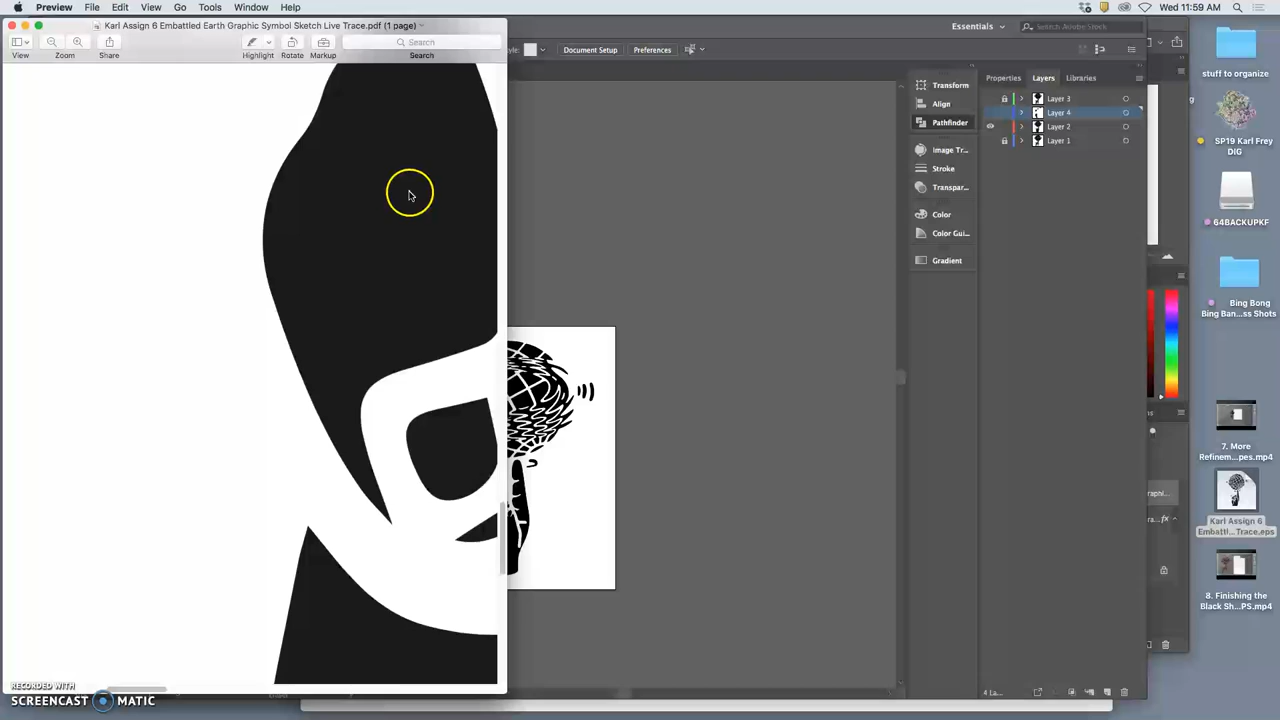 Preview File Edit View Go Tools Window Help
Wed 11:59 AM
Karl Assign 6 Embattled Earth Graphic Symbol Sketch Live Trace.pdf (1 page)
Search
View Zoom Share Highlight Rotate Markup Search
Essentials
Search Adobe Stock
Document Setup Preferences
Transform
Align
Pathfinder
Image Tr...
Stroke
Transpar...
Color
Color Gui...
Gradient
Properties Layers Libraries
Layer 3
Layer 4
Layer 2
Layer 1
4 La...
stuff to organize
SP19 Karl Frey
DIG
64BACKUPKF
Bing Bong
Bing Ban...ss Shots
7. More
Refinem...pes.mp4
Karl Assign 6
Embattl...Trace.eps
8. Finishing the
Black Sh...PS.mp4
RECORDED WITH
SCREENCAST MATIC